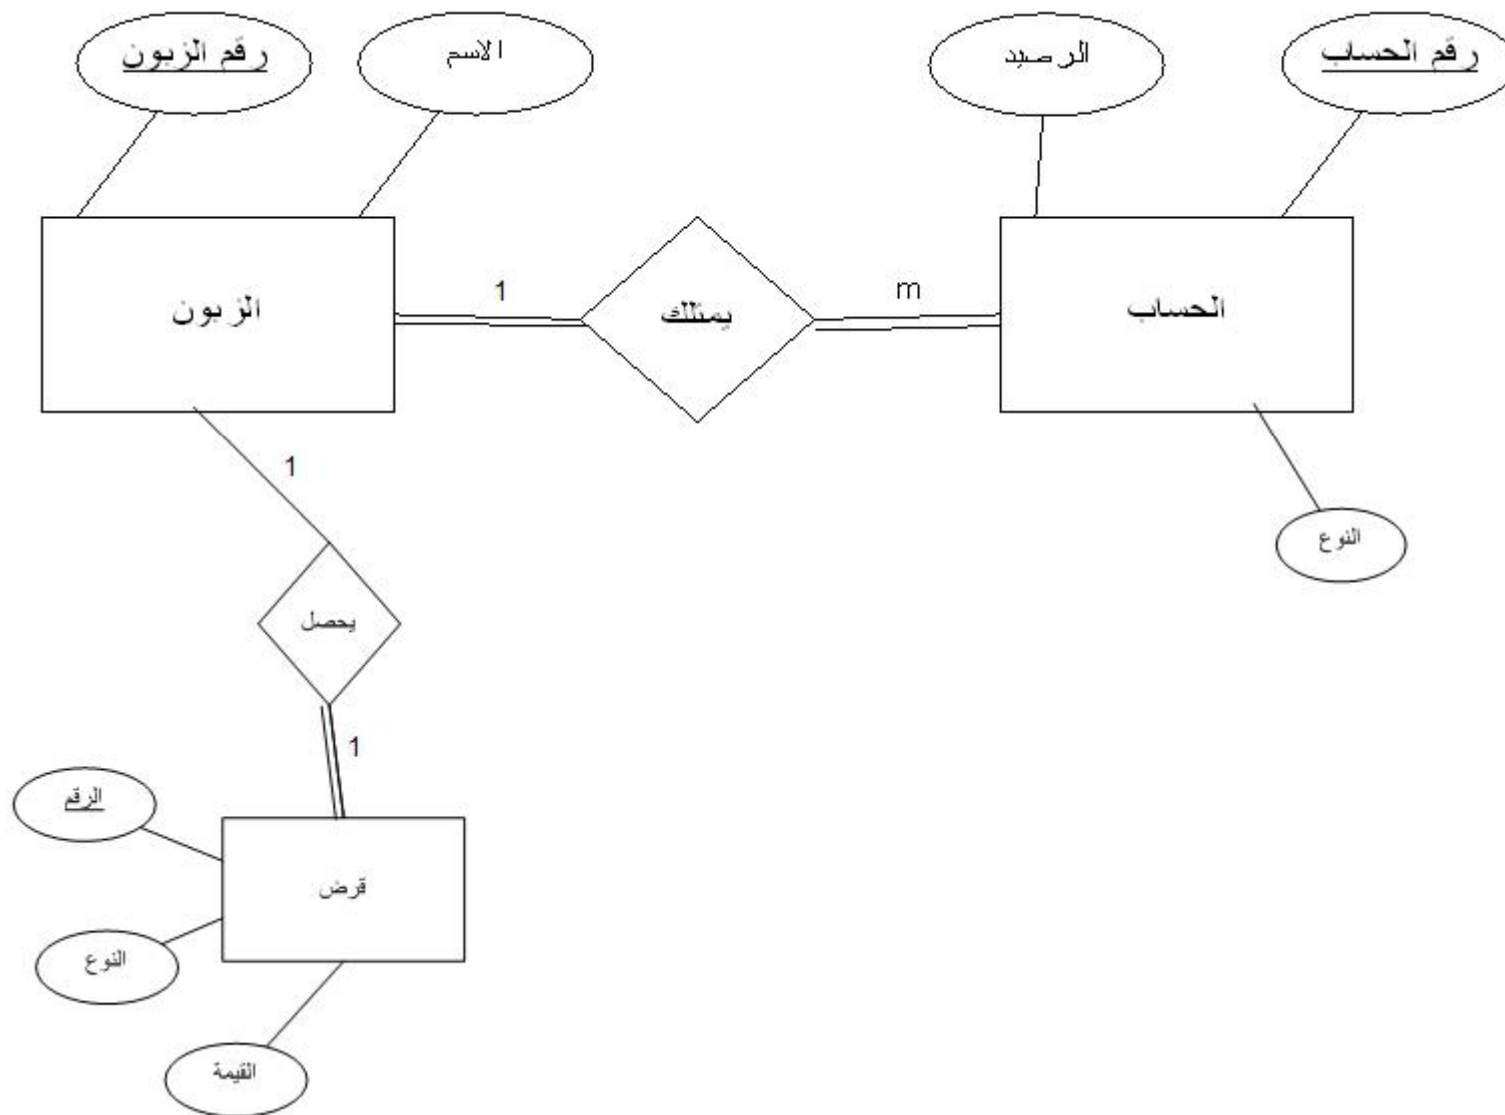 رقم الحساب
الرصيد
الاسم
رقم الزبون
الحساب
m
يمتلك
1
الزبون
1
النوع
يحصل
1
الرقم
قرض
النوع
القيمة